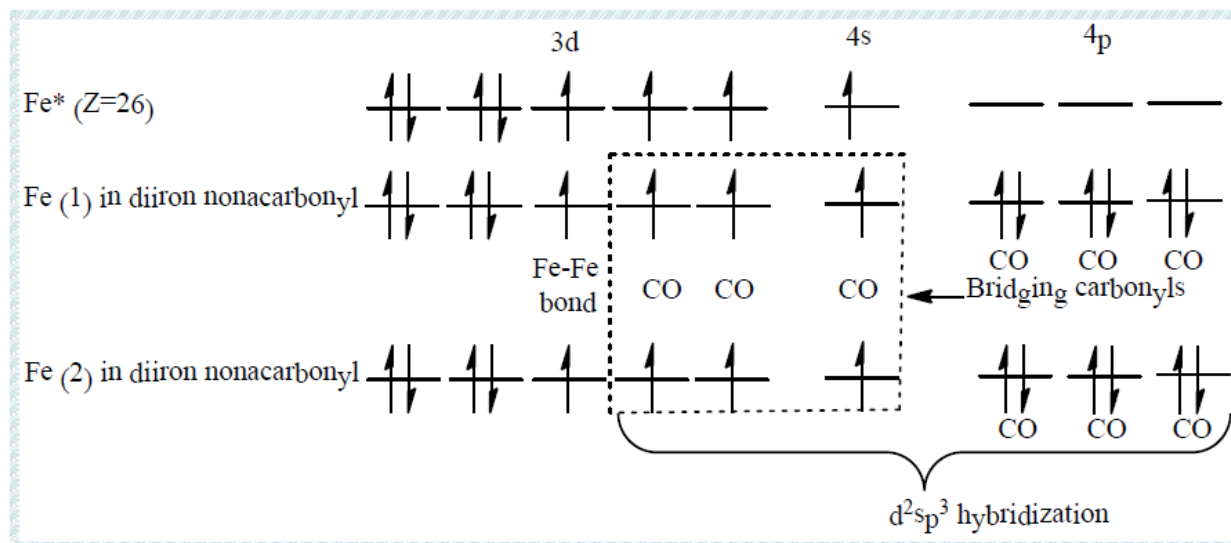 3d 4s 4p
Fe* (Z=26)
Fe (1) in diiron nonacarbonyl
CO CO CO
Fe-Fe
bond
CO CO CO
Bridging carbonyls
Fe (2) in diiron nonacarbonyl
CO CO CO
d²sp³ hybridization